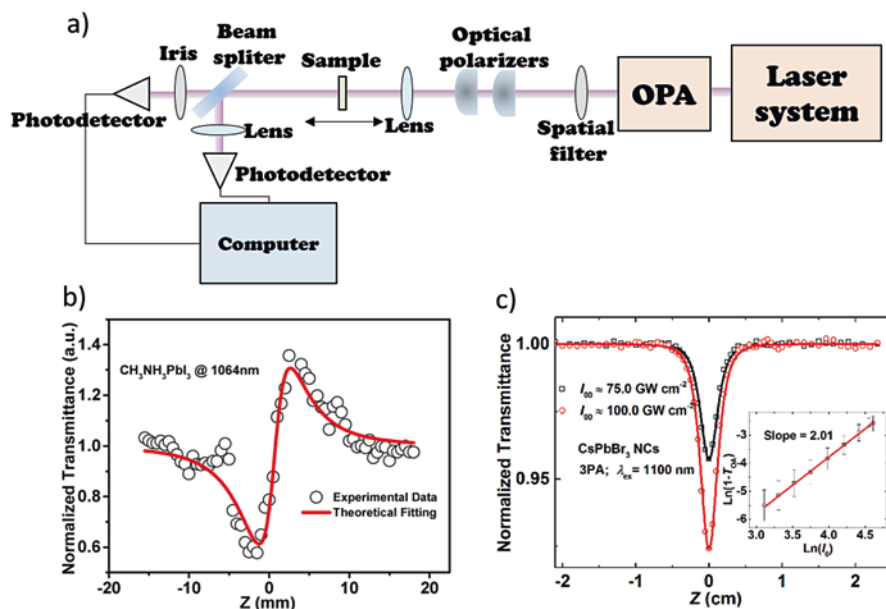 a)
Iris
Beam
spliter
Sample
Optical
polarizers
OPA
Laser
system
Photodetector
Lens
Lens
Spatial
filter
Photodetector
Computer
b)
Normalized Transmittance (a.u.)
1.4
1.2
1.0
0.8
0.6
CH₃NH₃PbI₃ @ 1064nm
Experimental Data
Theoretical Fitting
-20
-10
0
10
20
Z (mm)
c)
Normalized Transmittance
1.00
0.95
I₀₀ ≈ 75.0 GW cm⁻²
I₀₀ ≈ 100.0 GW cm⁻²
CsPbBr₃ NCs
3PA; λₑₓ= 1100 nm
Slope = 2.01
Ln(1-T_OA)
-3
-4
-5
-6
3.0
3.5
4.0
4.5
Ln(I₀)
-2
-1
0
1
2
Z (cm)